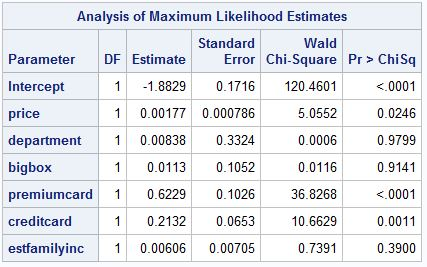 Analysis of Maximum Likelihood Estimates
Parameter DF Estimate Standard Error Wald Chi-Square Pr > ChiSq
Intercept 1 -1.8829 0.1716 120.4601 <.0001
price 1 0.00177 0.000786 5.0552 0.0246
department 1 0.00838 0.3324 0.0006 0.9799
bigbox 1 0.0113 0.1052 0.0116 0.9141
premiumcard 1 0.6229 0.1026 36.8268 <.0001
creditcard 1 0.2132 0.0653 10.6629 0.0011
estfamilyinc 1 0.00606 0.00705 0.7391 0.3900